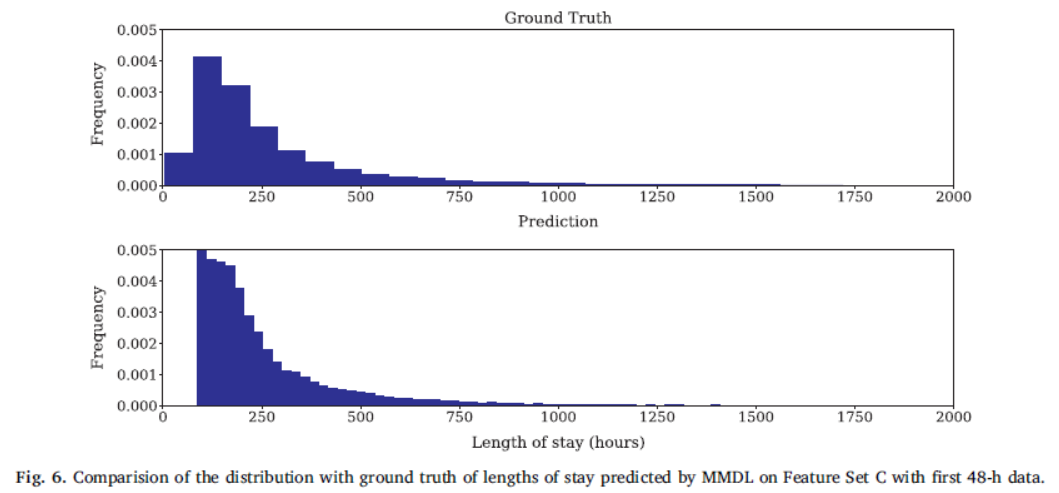 Ground Truth
0.005
0.004
0.003
0.002
0.001
0.000
Frequency
0 250 500 750 1000 1250 1500 1750 2000
Prediction
0.005
0.004
0.003
0.002
0.001
0.000
Frequency
0 250 500 750 1000 1250 1500 1750 2000
Length of stay (hours)
Fig. 6. Comparision of the distribution with ground truth of lengths of stay predicted by MMDL on Feature Set C with first 48-h data.